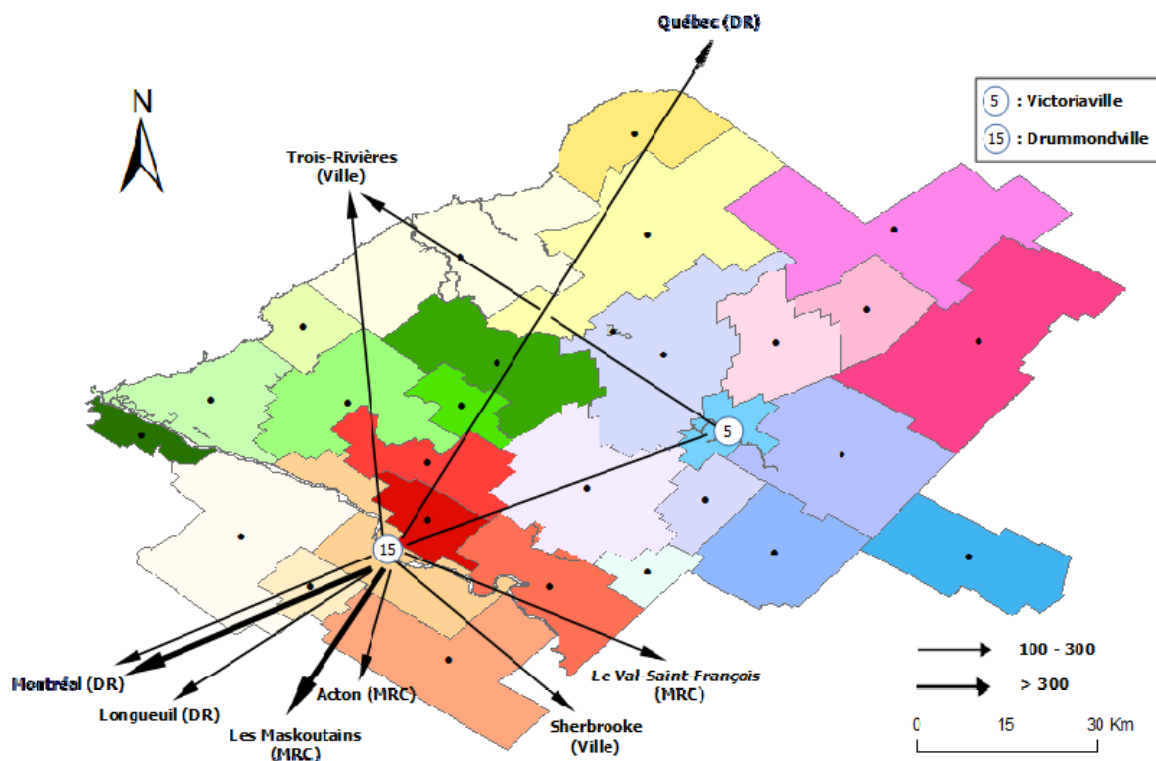 Québec (DR)
N
5 : Victoriaville
15 : Drummondville
Trois-Rivières
(Ville)
5
15
Montréal (DR)
Longueuil (DR)
Les Maskoutains
(MRC)
Acton (MRC)
Sherbrooke
(Ville)
Le Val-Saint-François
(MRC)
100 - 300
> 300
0 15 30 Km